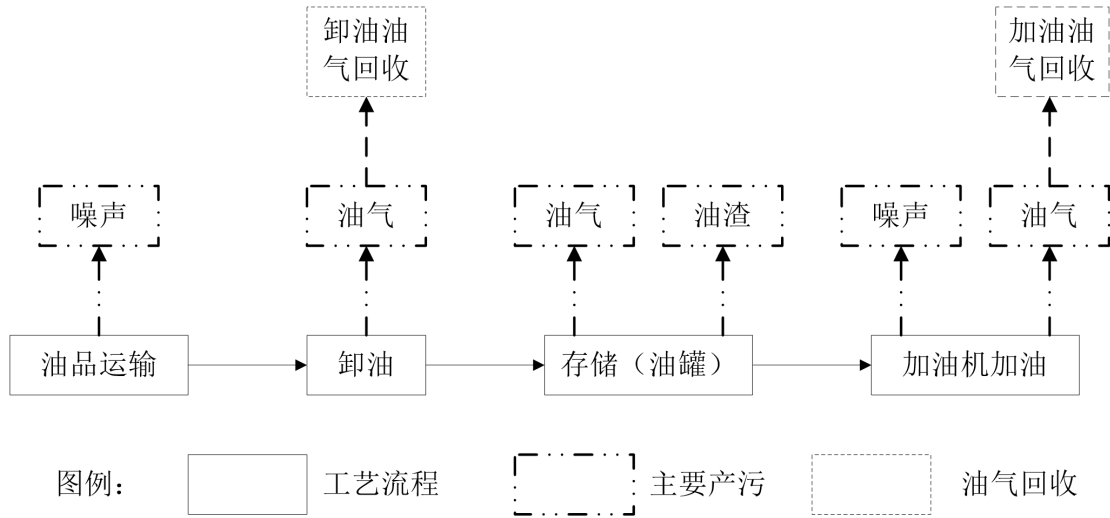 卸油油
气回收
加油油
气回收
噪声
油气
油气
油渣
噪声
油气
油品运输
卸油
存储（油罐）
加油机加油
图例：
工艺流程
主要产污
油气回收